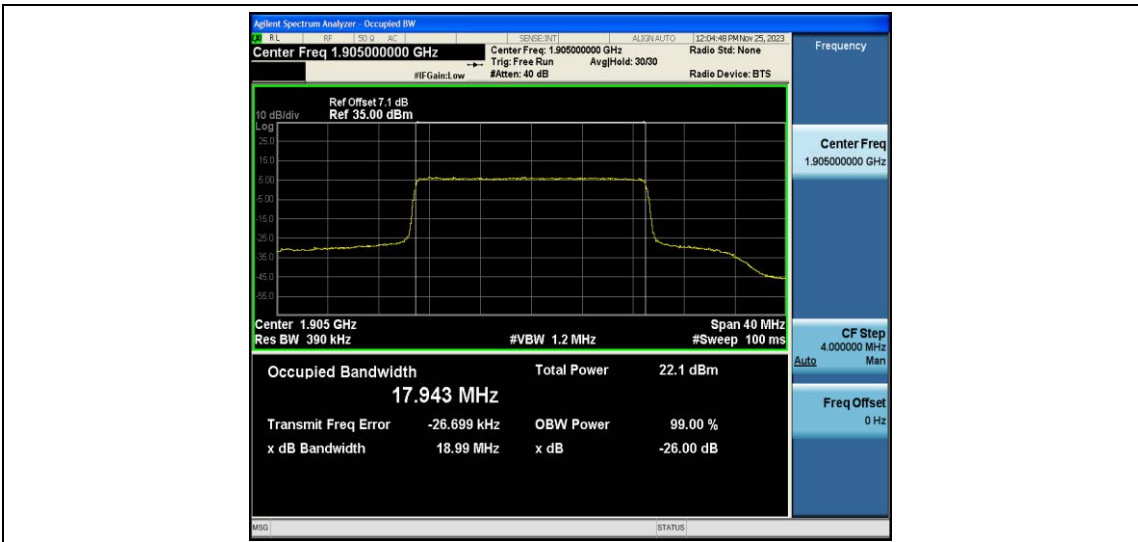 Agilent Spectrum Analyzer - Occupied BW
RL RF 50 Ω AC SENSE:INT ALIGN AUTO 12:04:48 PM Nov 25, 2023
Center Freq 1.905000000 GHz
Center Freq: 1.905000000 GHz
Radio Std: None
Trig: Free Run Avg|Hold: 30/30
#IFGain:Low
#Atten: 40 dB
Radio Device: BTS
Ref Offset 7.1 dB
10 dB/div Ref 35.00 dBm
Log
25.0
15.0
5.00
-5.00
-15.0
-25.0
-35.0
-45.0
-55.0
Center 1.905 GHz Span 40 MHz
Res BW 390 kHz #VBW 1.2 MHz #Sweep 100 ms
Occupied Bandwidth Total Power 22.1 dBm
17.943 MHz
Transmit Freq Error -26.699 kHz OBW Power 99.00 %
x dB Bandwidth 18.99 MHz x dB -26.00 dB
Frequency
Center Freq
1.905000000 GHz
CF Step
4.000000 MHz
Auto Man
Freq Offset
0 Hz
MSG STATUS